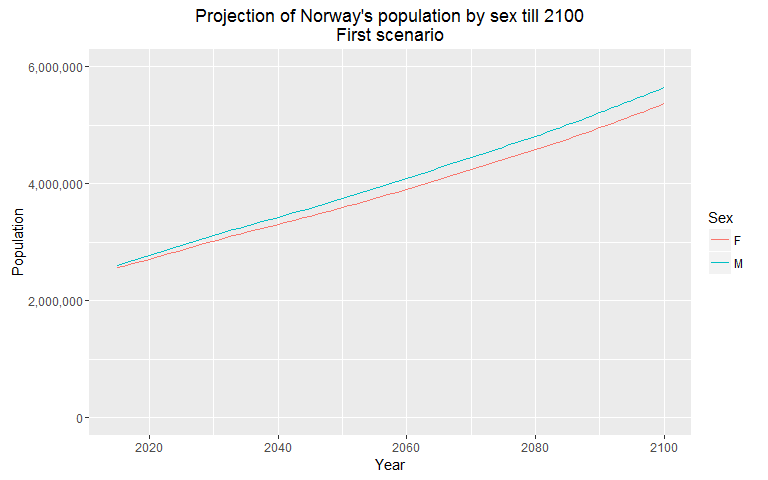 Projection of Norway's population by sex till 2100
First scenario
6,000,000
4,000,000
2,000,000
0
Population
2020
2040
2060
2080
2100
Year
Sex
F
M